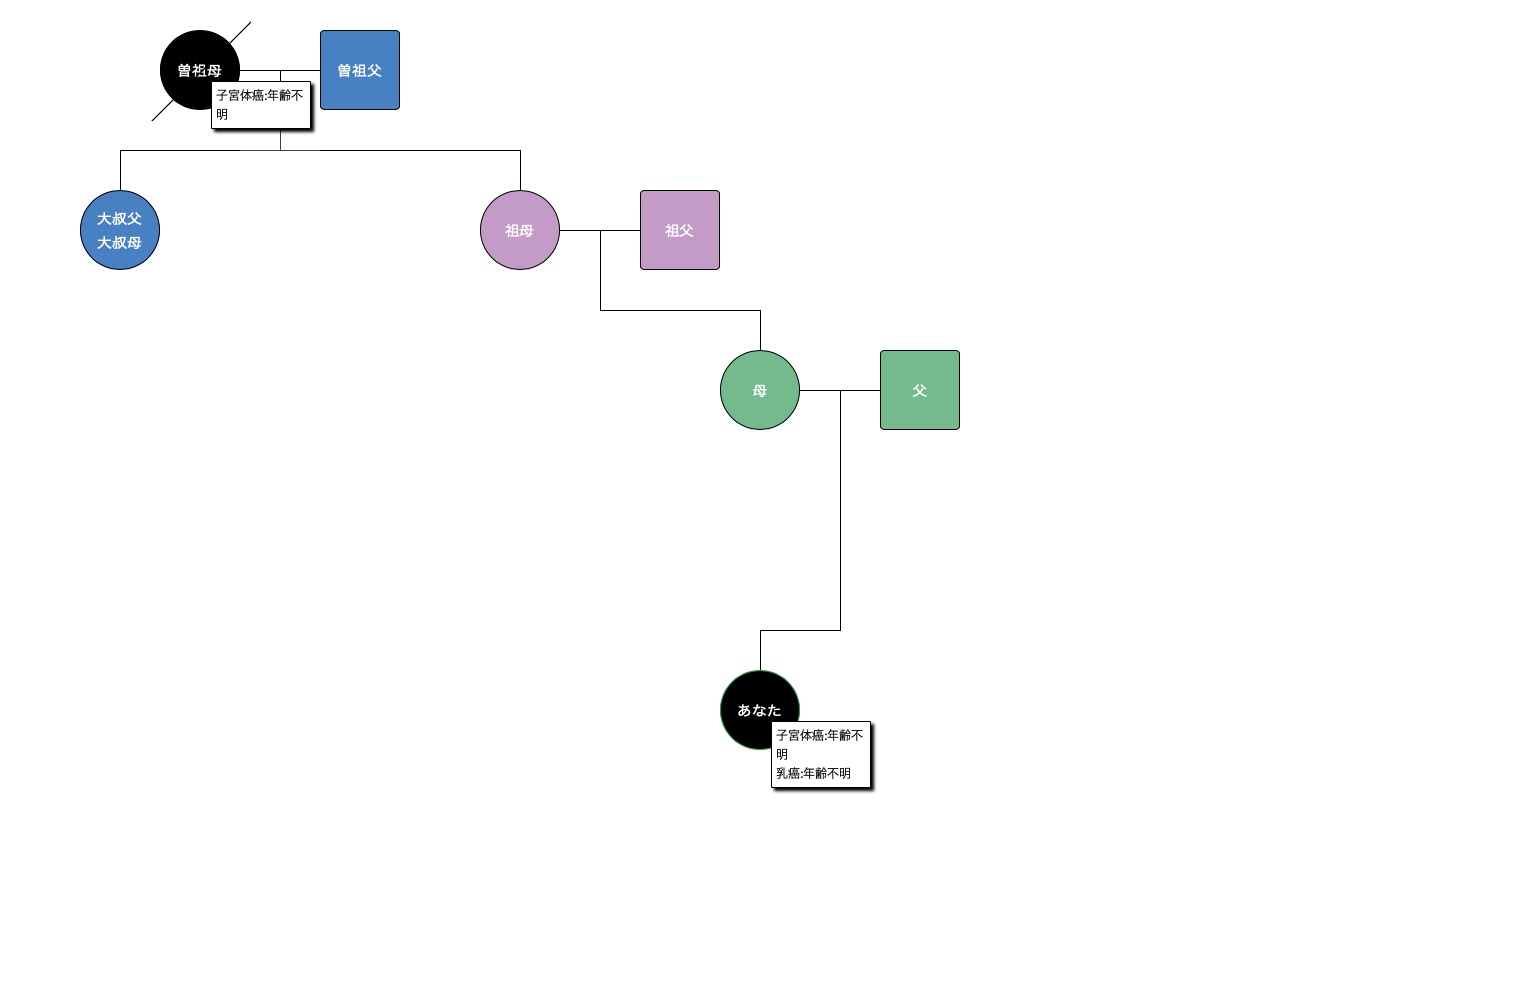 曽祖母
曽祖父
子宮体癌:年齢不
明
大叔父
大叔母
祖母
祖父
母
父
あなた
子宮体癌:年齢不
明
乳癌:年齢不明